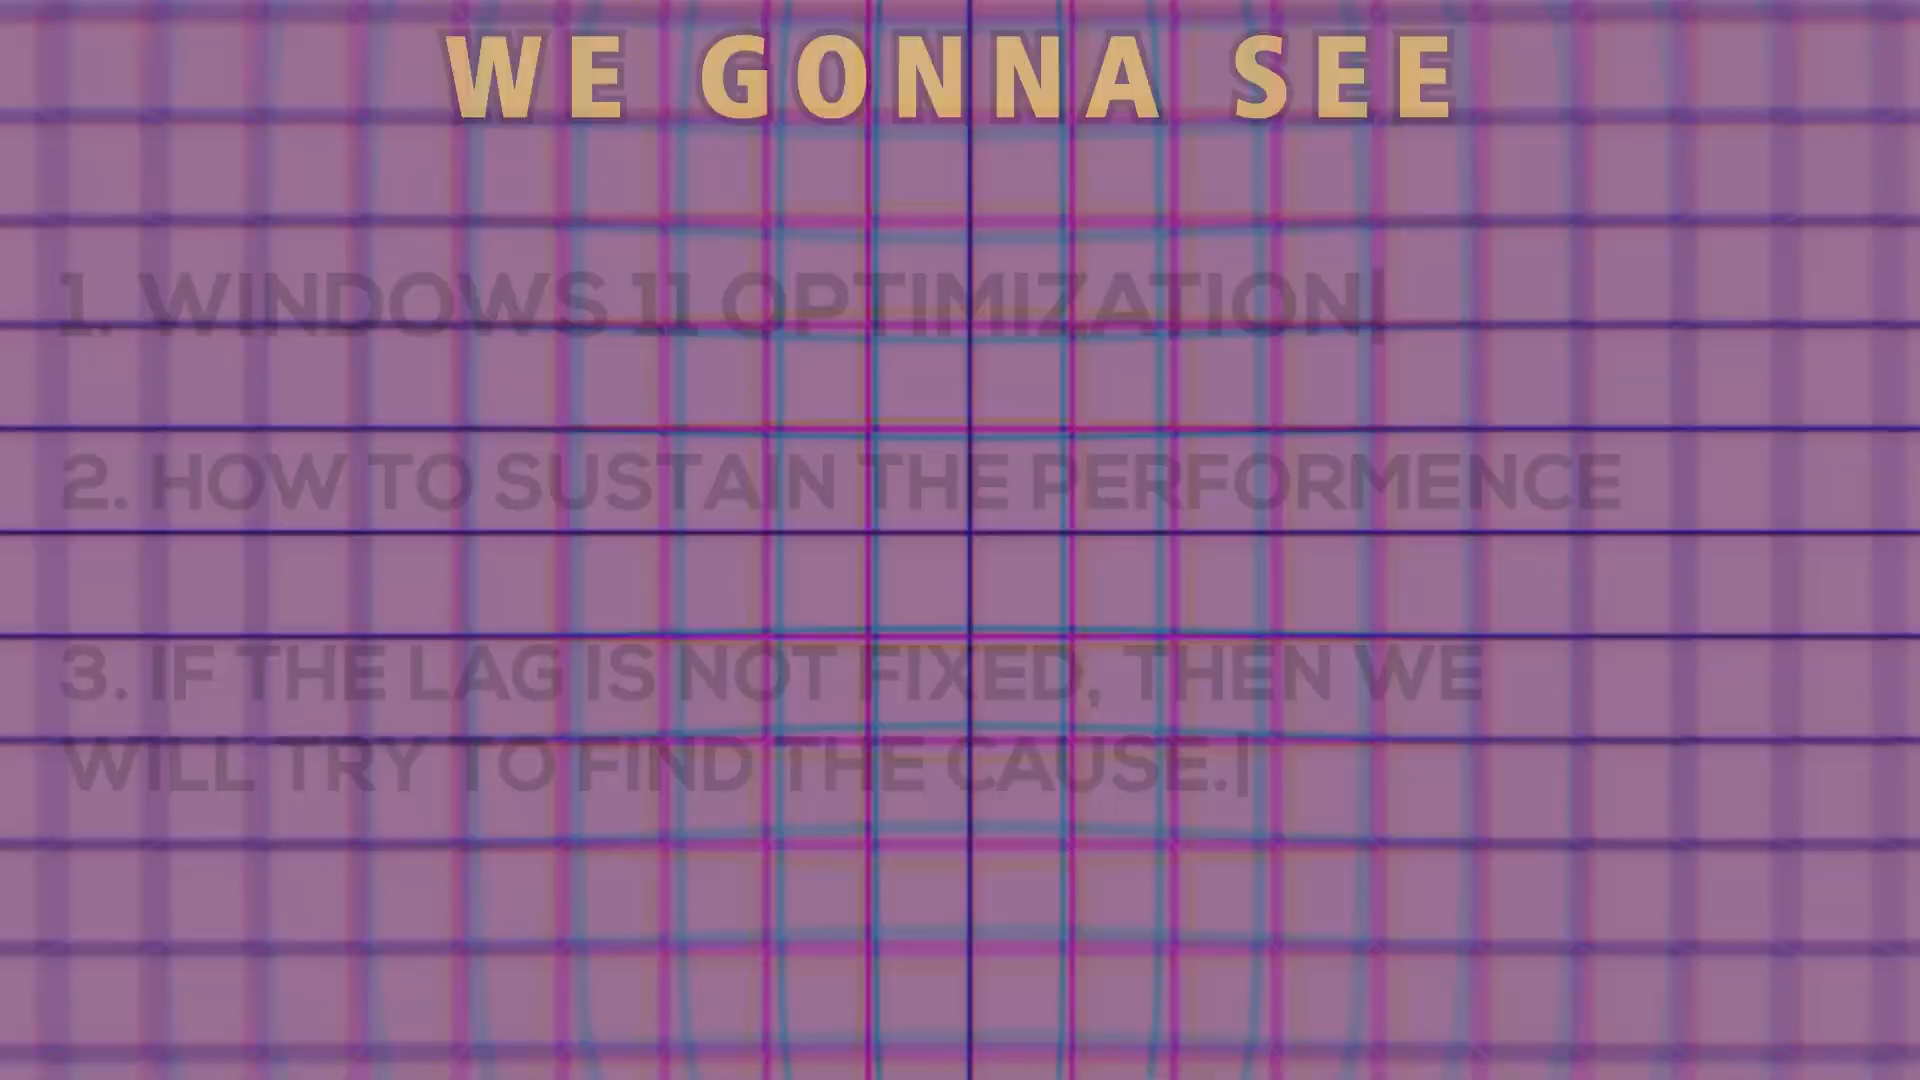 WE GONNA SEE
1. WINDOWS 11 OPTIMIZATION|
2. HOW TO SUSTAIN THE PERFORMENCE
3. IF THE LAG IS NOT FIXED, THEN WE
WILL TRY TO FIND THE CAUSE.|